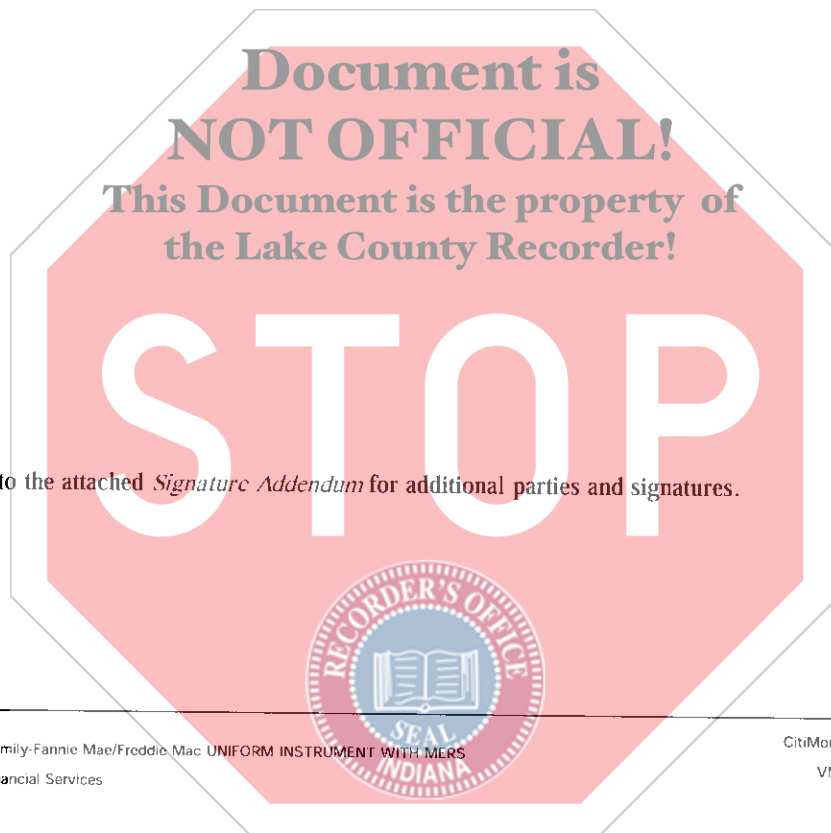 Document is
NOT OFFICIAL!
This Document is the property of
the Lake County Recorder!
STOP
to the attached Signature Addendum for additional parties and signatures.
RECORDER'S OFFICE
SEAL
INDIANA
mily-Fannie Mae/Freddie Mac UNIFORM INSTRUMENT WITH MERS
CitiMor
ancial Services
VM